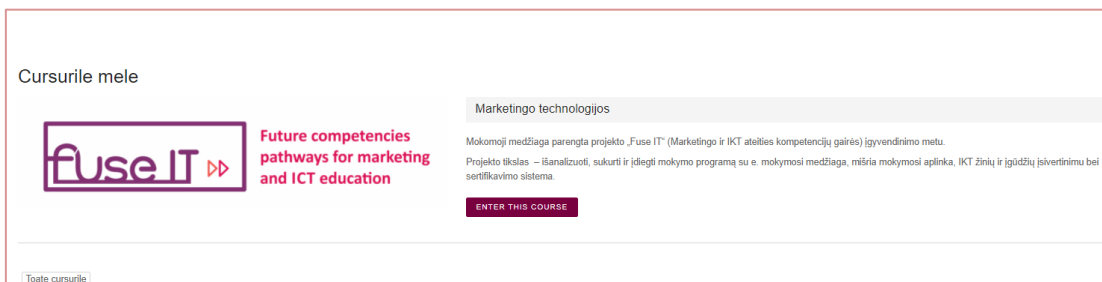 Cursurile mele
fuse IT
Future competencies
pathways for marketing
and ICT education
Marketingo technologijos
Mokomoji medžiaga parengta projekto „Fuse IT" (Marketingo ir IKT ateities kompetencijų gairės) įgyvendinimo metu.
Projekto tikslas – išanalizuoti, sukurti ir įdiegti mokymo programą su e. mokymosi medžiaga, mišria mokymosi aplinka, IKT žinių ir įgūdžių įsivertinimu bei
sertifikavimo sistema.
ENTER THIS COURSE
Toate cursurile